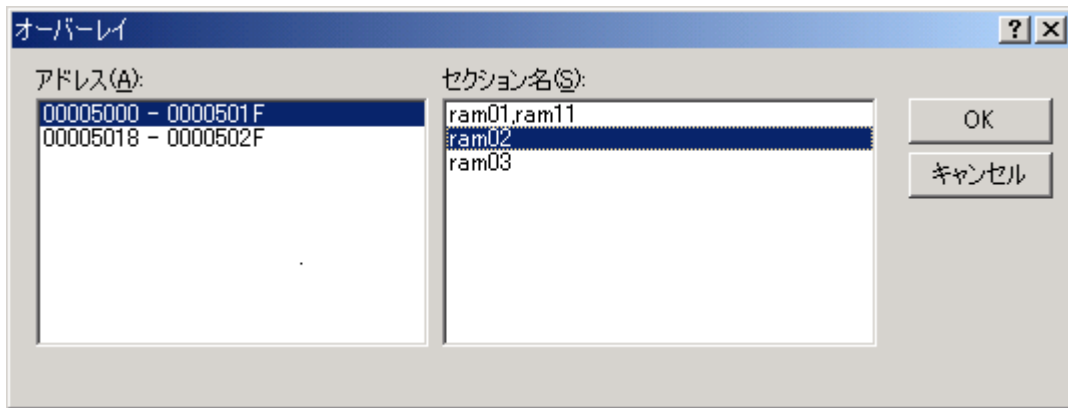 オーバーレイ
アドレス(A):
00005000 - 0000501F
00005018 - 0000502F
セクション名(S):
ram01,ram11
ram02
ram03
OK
キャンセル